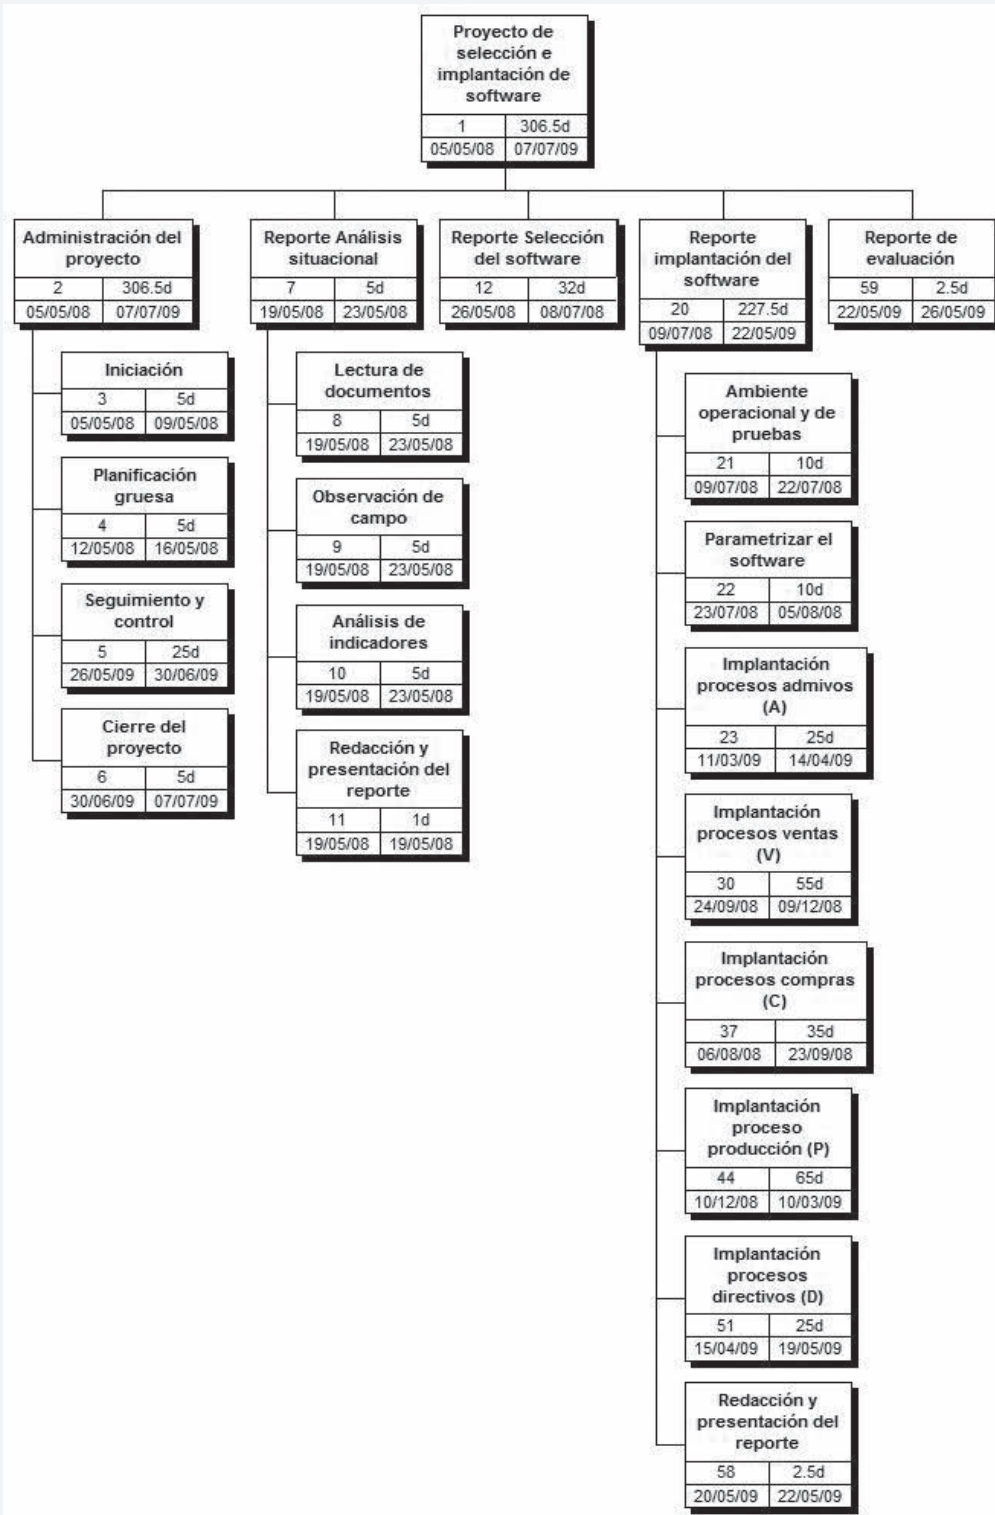 Proyecto de
selección e
implantación de
software
1 306.5d
05/05/08 07/07/09
Administración del
proyecto
2 306.5d
05/05/08 07/07/09
Iniciación
3 5d
05/05/08 09/05/08
Planificación
gruesa
4 5d
12/05/08 16/05/08
Seguimiento y
control
5 25d
26/05/09 30/06/09
Cierre del
proyecto
6 5d
30/06/09 07/07/09
Reporte Análisis
situacional
7 5d
19/05/08 23/05/08
Lectura de
documentos
8 5d
19/05/08 23/05/08
Observación de
campo
9 5d
19/05/08 23/05/08
Análisis de
indicadores
10 5d
19/05/08 23/05/08
Redacción y
presentación del
reporte
11 1d
19/05/08 19/05/08
Reporte Selección
del software
12 32d
26/05/08 08/07/08
Reporte
implantación del
software
20 227.5d
09/07/08 22/05/09
Ambiente
operacional y de
pruebas
21 10d
09/07/08 22/07/08
Parametrizar el
software
22 10d
23/07/08 05/08/08
Implantación
procesos admivos
(A)
23 25d
11/03/09 14/04/09
Implantación
procesos ventas
(V)
30 55d
24/09/08 09/12/08
Implantación
procesos compras
(C)
37 35d
06/08/08 23/09/08
Implantación
proceso
producción (P)
44 65d
10/12/08 10/03/09
Implantación
procesos
directivos (D)
51 25d
15/04/09 19/05/09
Redacción y
presentación del
reporte
58 2.5d
20/05/09 22/05/09
Reporte de
evaluación
59 2.5d
22/05/09 26/05/09